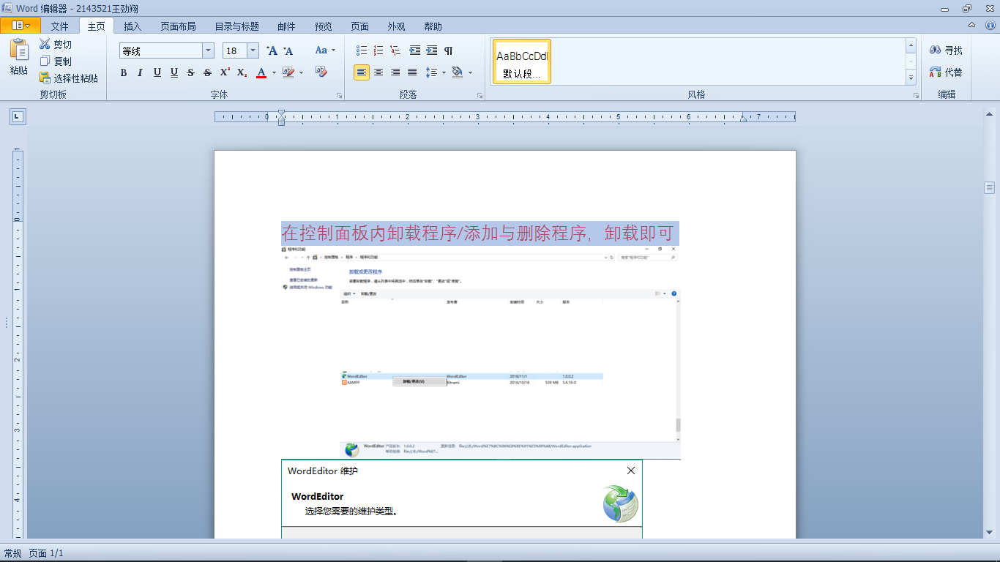 Word 编辑器 - 2143521王劲翔
文件 主页 插入 页面布局 目录与标题 邮件 预览 页面 外观 帮助
粘贴
剪切
复制
选择性粘贴
剪切板
等线 18 Aa
B I U U S S X² X₂ A
字体
段落
AaBbCcDd
默认段...
风格
寻找
代替
编辑
0 1 2 3 4 5 6 7
1
0
1
2
3
4
在控制面板内卸载程序/添加与删除程序，卸载即可
程序和功能
控制面板 › 程序 › 程序和功能
搜索"程序和功能"
控制面板主页
查看已安装的更新
启用或关闭 Windows 功能
卸载或更改程序
若要卸载程序，请从列表中将其选中，然后单击"卸载"、"更改"或"修复"。
组织 卸载/更改
名称 发布者 安装时间 大小 版本
WordEditor WordEditor 2016/11/1 1.0.0.2
XAMPP Bitnami 2016/10/18 539 MB 5.6.19-0
卸载/更改(U)
WordEditor 产品版本: 1.0.0.2 更新信息: file:///E:/Word%E7%BC%96%E8%BE%91%E5%99%A8/WordEditor.application
帮助链接: file:///E:/Word%E7...
WordEditor 维护
WordEditor
选择您需要的维护类型。
常规 页面 1/1